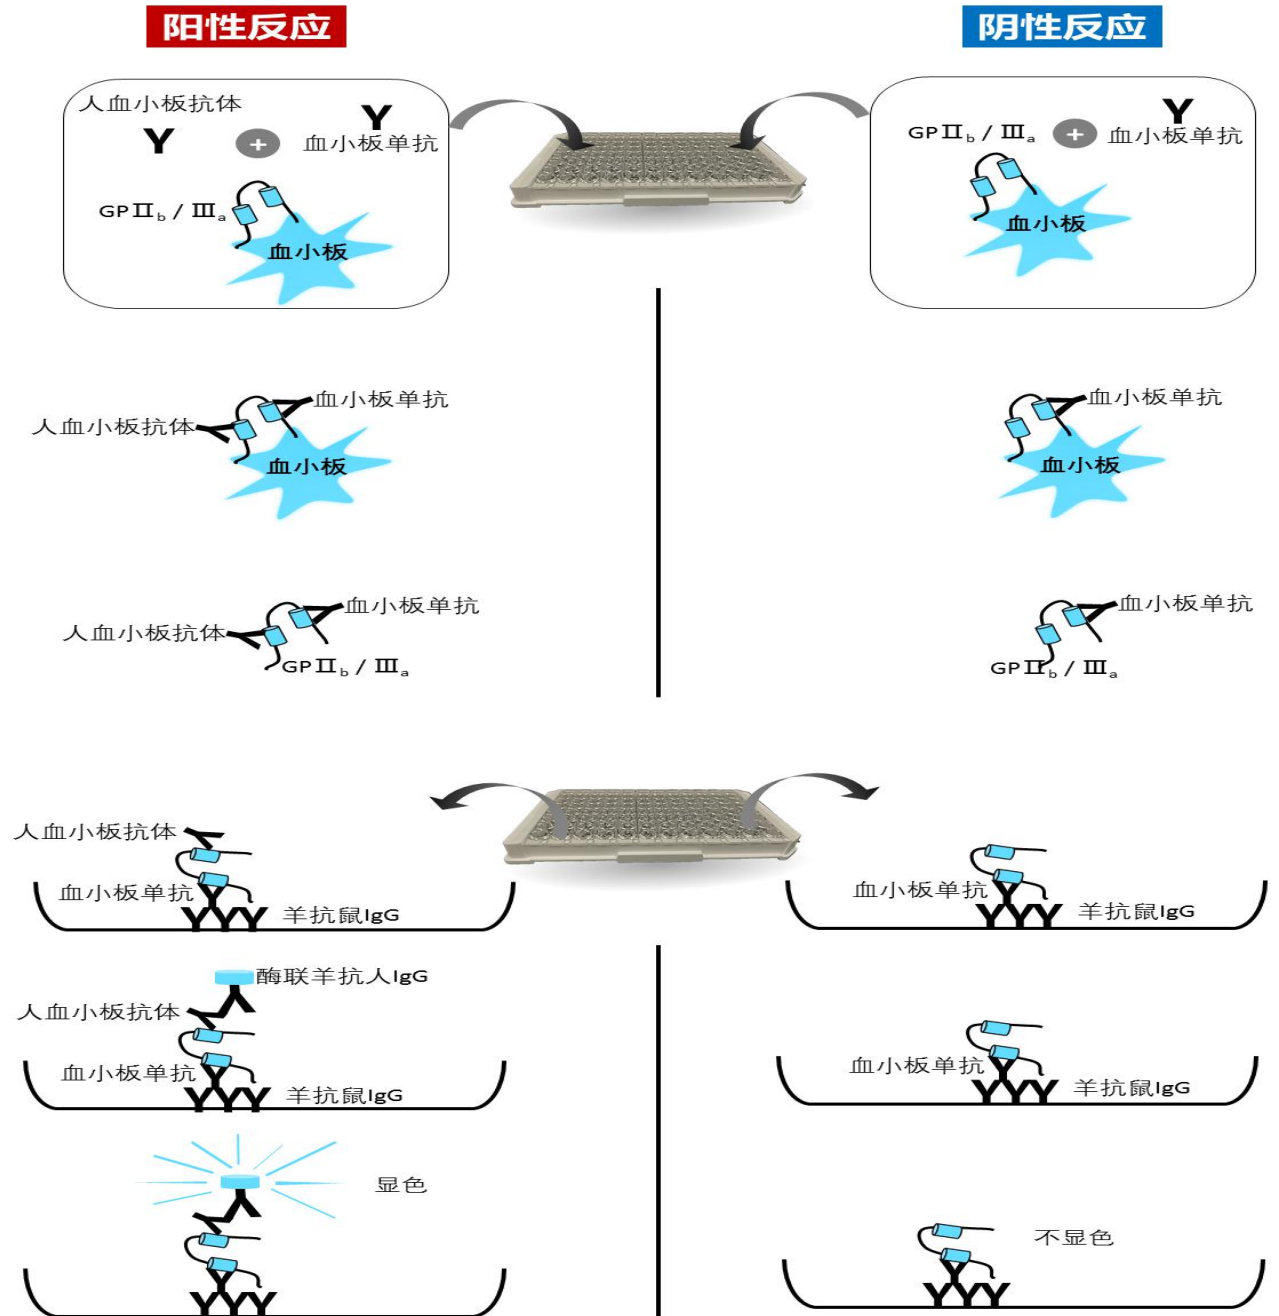 阳性反应
阴性反应
人血小板抗体
Y
+
Y
血小板单抗
GPⅡb / Ⅲa
血小板
GPⅡb / Ⅲa
+
Y
血小板单抗
血小板
血小板单抗
人血小板抗体
血小板
血小板单抗
血小板
血小板单抗
人血小板抗体
GPⅡb / Ⅲa
血小板单抗
GPⅡb / Ⅲa
人血小板抗体
血小板单抗
羊抗鼠IgG
血小板单抗
羊抗鼠IgG
酶联羊抗人IgG
人血小板抗体
血小板单抗
羊抗鼠IgG
血小板单抗
羊抗鼠IgG
显色
不显色